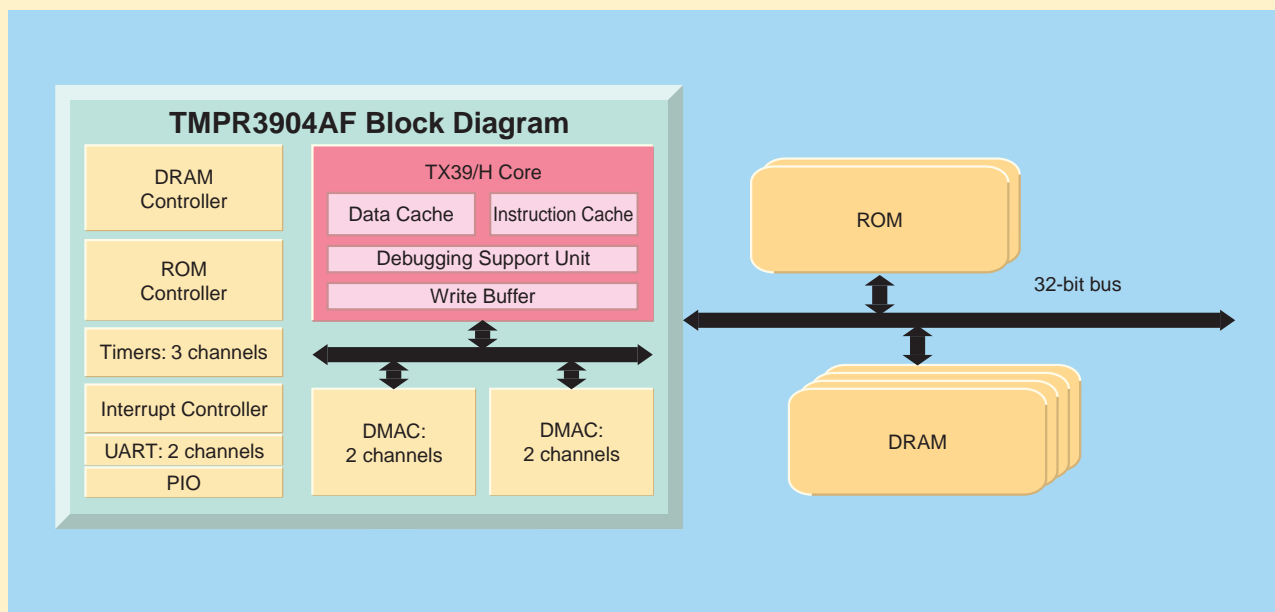 TMPR3904AF Block Diagram
DRAM
Controller
ROM
Controller
Timers: 3 channels
Interrupt Controller
UART: 2 channels
PIO
TX39/H Core
Data Cache
Instruction Cache
Debugging Support Unit
Write Buffer
DMAC:
2 channels
DMAC:
2 channels
ROM
32-bit bus
DRAM